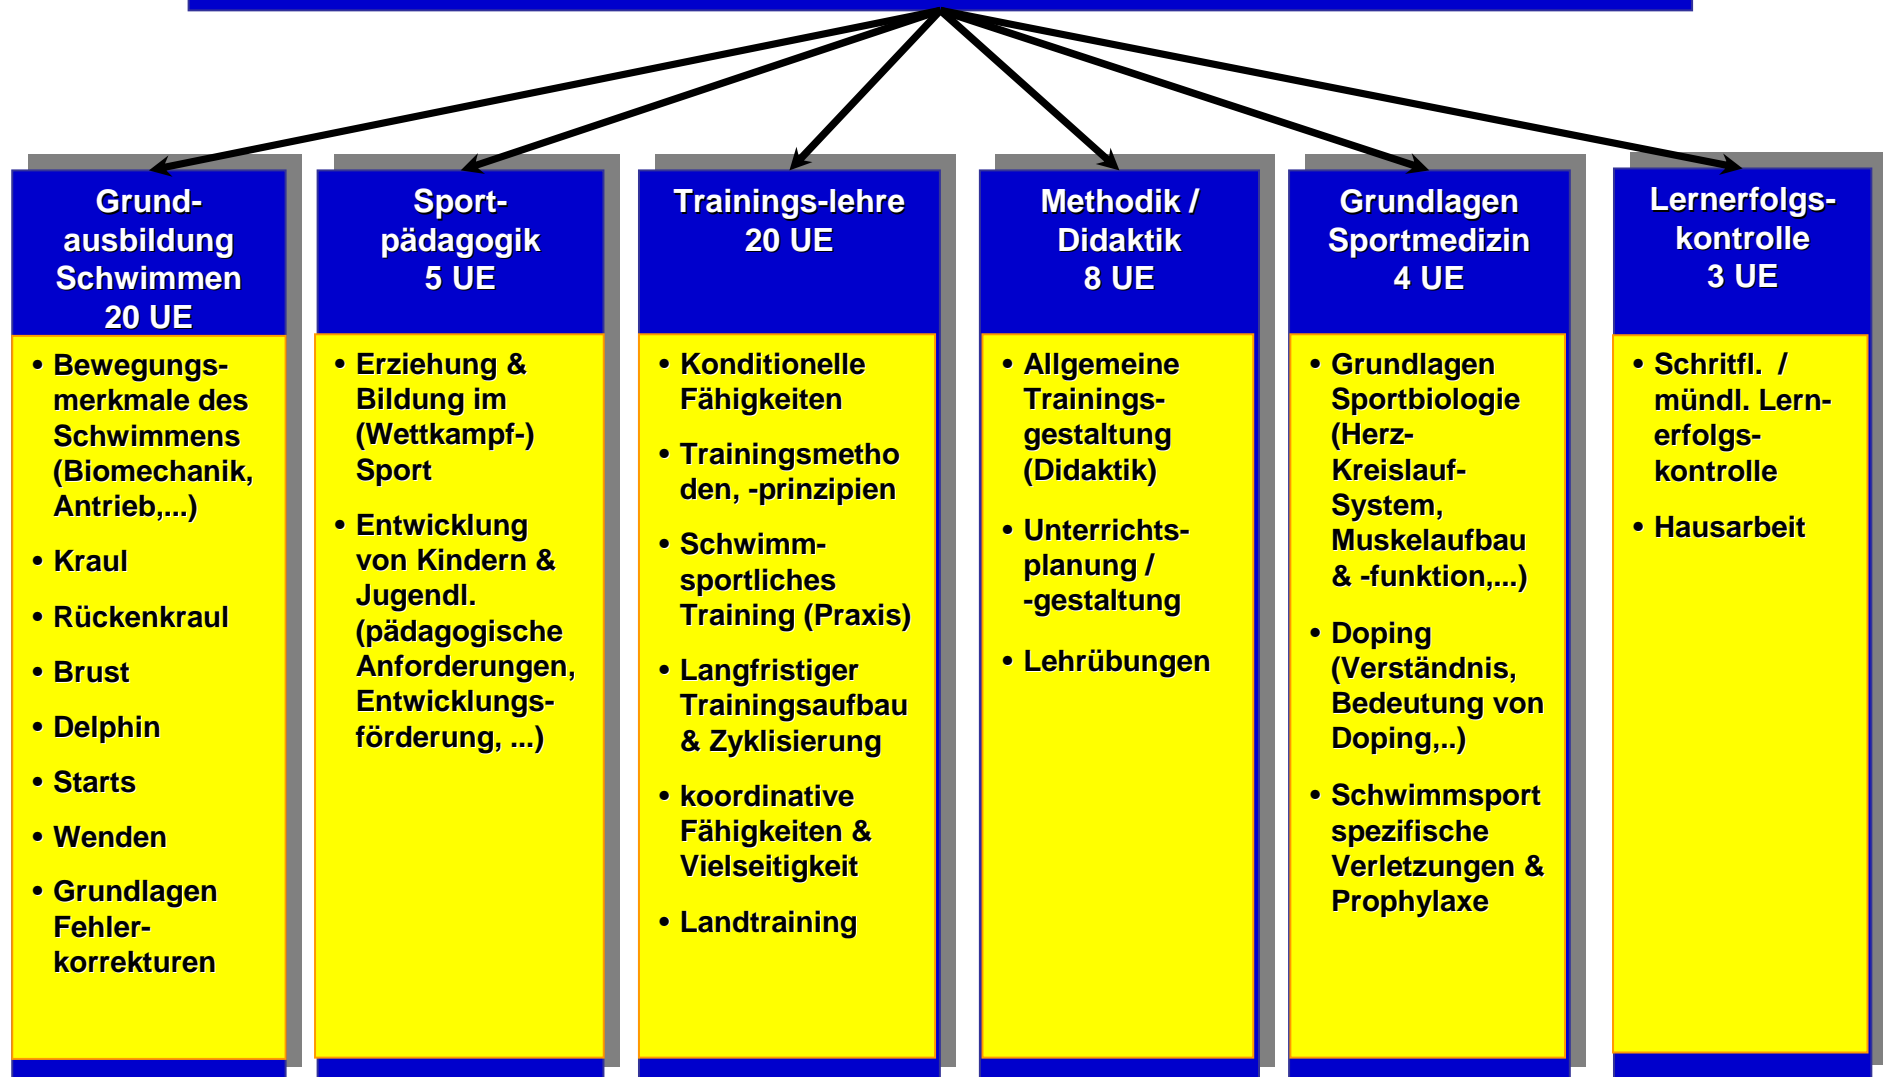 Grund-
ausbildung
Schwimmen
20 UE
• Bewegungs-
merkmale des
Schwimmens
(Biomechanik,
Antrieb,...)
• Kraul
• Rückenkraul
• Brust
• Delphin
• Starts
• Wenden
• Grundlagen
Fehler-
korrekturen
Sport-
pädagogik
5 UE
• Erziehung &
Bildung im
(Wettkampf-)
Sport
• Entwicklung
von Kindern &
Jugendl.
(pädagogische
Anforderungen,
Entwicklungs-
förderung, ...)
Trainings-lehre
20 UE
• Konditionelle
Fähigkeiten
• Trainingsmetho
den, -prinzipien
• Schwimm-
sportliches
Training (Praxis)
• Langfristiger
Trainingsaufbau
& Zyklisierung
• koordinative
Fähigkeiten &
Vielseitigkeit
• Landtraining
Methodik /
Didaktik
8 UE
• Allgemeine
Trainings-
gestaltung
(Didaktik)
• Unterrichts-
planung /
-gestaltung
• Lehrübungen
Grundlagen
Sportmedizin
4 UE
• Grundlagen
Sportbiologie
(Herz-
Kreislauf-
System,
Muskelaufbau
& -funktion,...)
• Doping
(Verständnis,
Bedeutung von
Doping,..)
• Schwimmsport
spezifische
Verletzungen &
Prophylaxe
Lernerfolgs-
kontrolle
3 UE
• Schritfl. /
mündl. Lern-
erfolgs-
kontrolle
• Hausarbeit